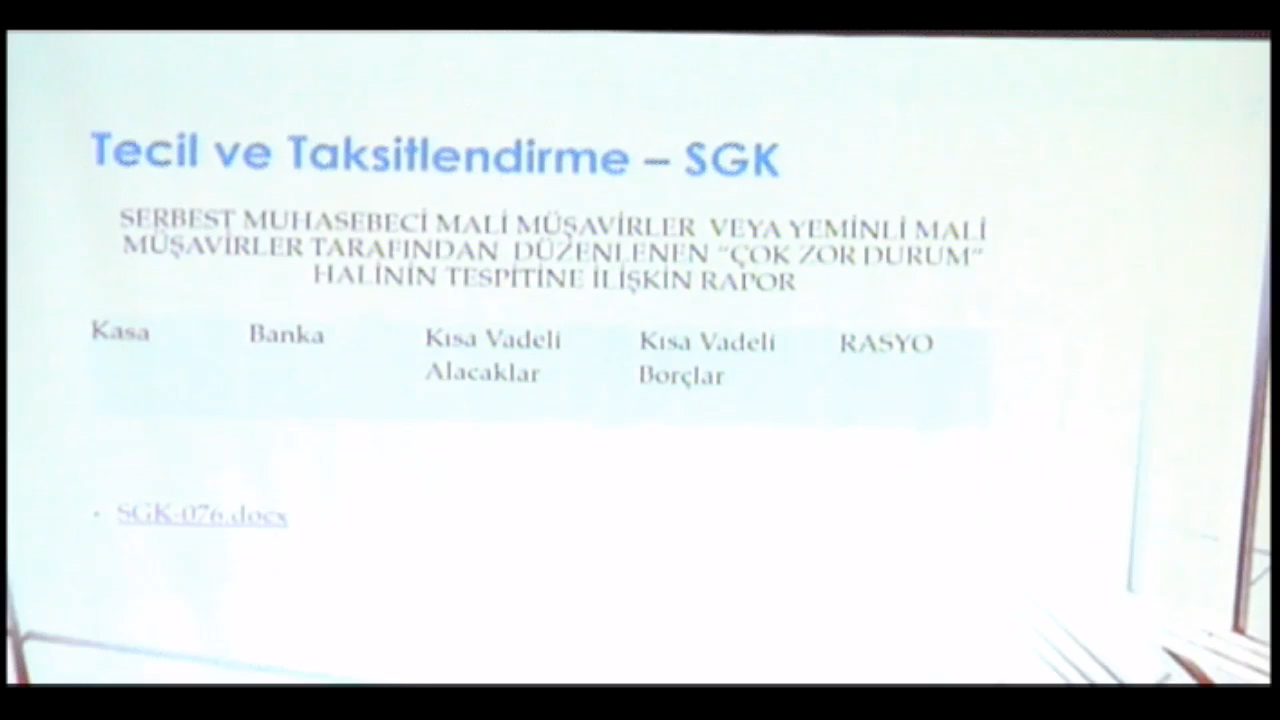 Tecil ve Taksitlendirme – SGK
SERBEST MUHASEBECİ MALİ MÜŞAVİRLER VEYA YEMİNLİ MALİ
MÜŞAVİRLER TARAFINDAN DÜZENLENEN “ÇOK ZOR DURUM”
HALİNİN TESPİTİNE İLİŞKİN RAPOR
Kasa Banka Kısa Vadeli Kısa Vadeli RASYO
Alacaklar Borçlar
• SGK-076.docx